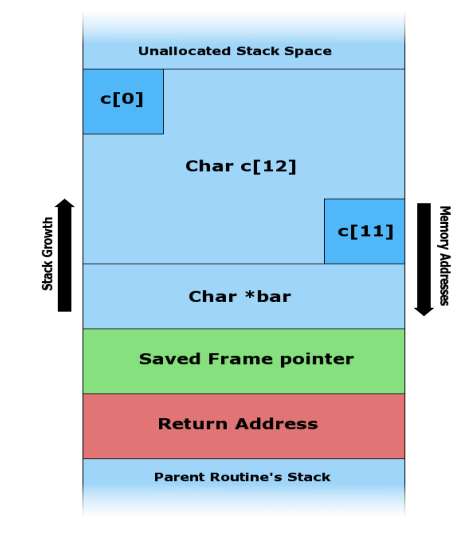 Unallocated Stack Space
c[0]
Char c[12]
c[11]
Stack Growth
Memory Addresses
Char *bar
Saved Frame pointer
Return Address
Parent Routine's Stack